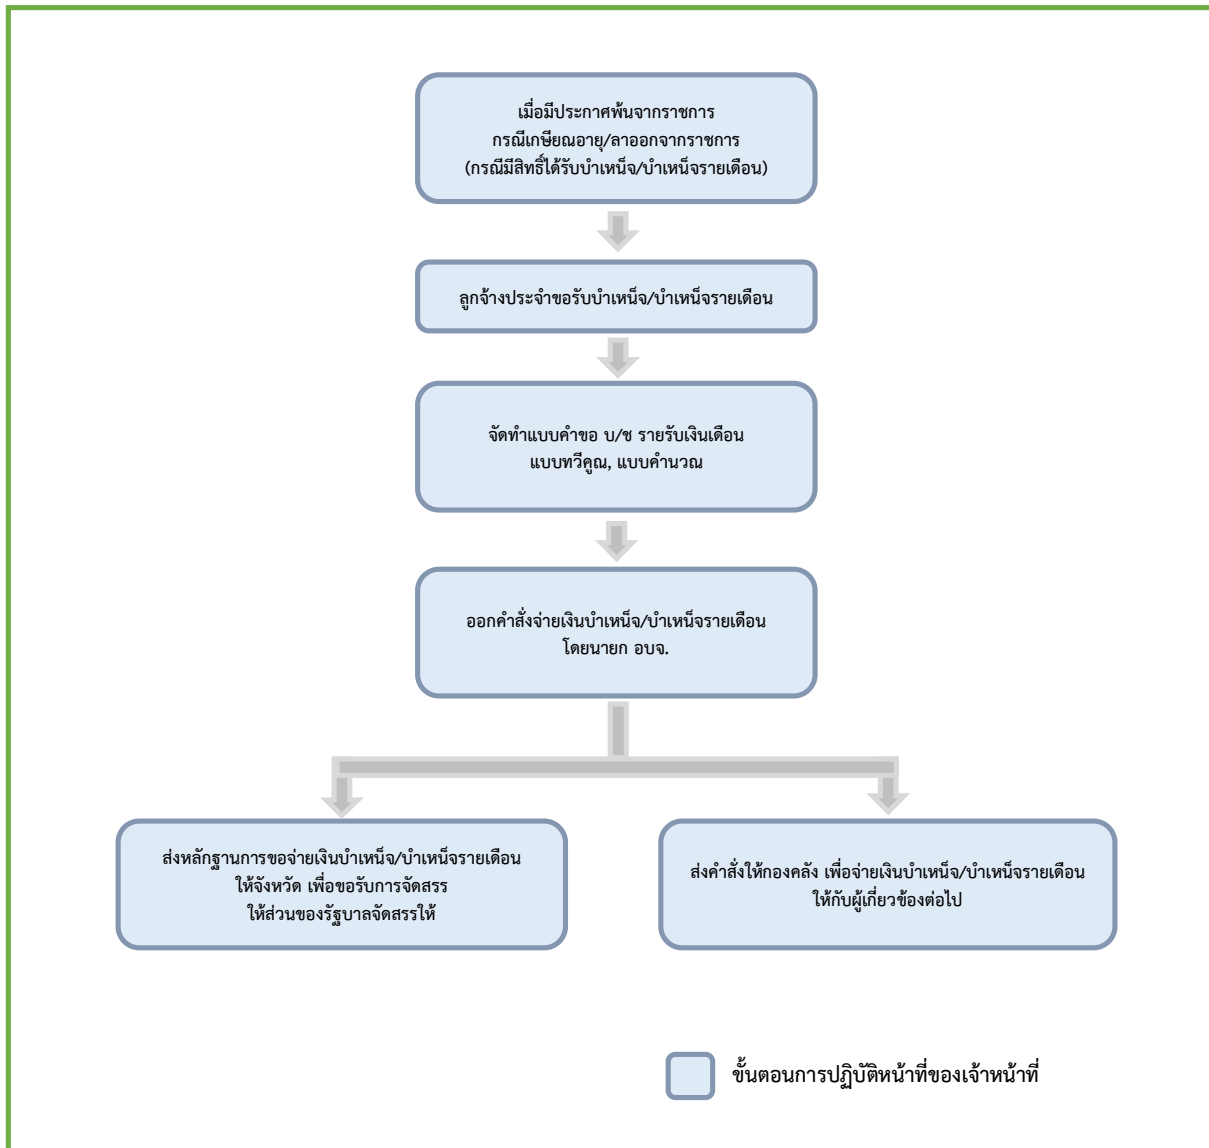 เมื่อมีประกาศพ้นจากราชการ
กรณีเกษียณอายุ/ลาออกจากราชการ
(กรณีมีสิทธิ์ได้รับบำเหน็จ/บำเหน็จรายเดือน)
ลูกจ้างประจำขอรับบำเหน็จ/บำเหน็จรายเดือน
จัดทำแบบคำขอ บ/ช รายรับเงินเดือน
แบบทวีคูณ, แบบคำนวณ
ออกคำสั่งจ่ายเงินบำเหน็จ/บำเหน็จรายเดือน
โดยนายก อบจ.
ส่งหลักฐานการขอจ่ายเงินบำเหน็จ/บำเหน็จรายเดือน
ให้จังหวัด เพื่อขอรับการจัดสรร
ให้ส่วนของรัฐบาลจัดสรรให้
ส่งคำสั่งให้กองคลัง เพื่อจ่ายเงินบำเหน็จ/บำเหน็จรายเดือน
ให้กับผู้เกี่ยวข้องต่อไป
ขั้นตอนการปฏิบัติหน้าที่ของเจ้าหน้าที่